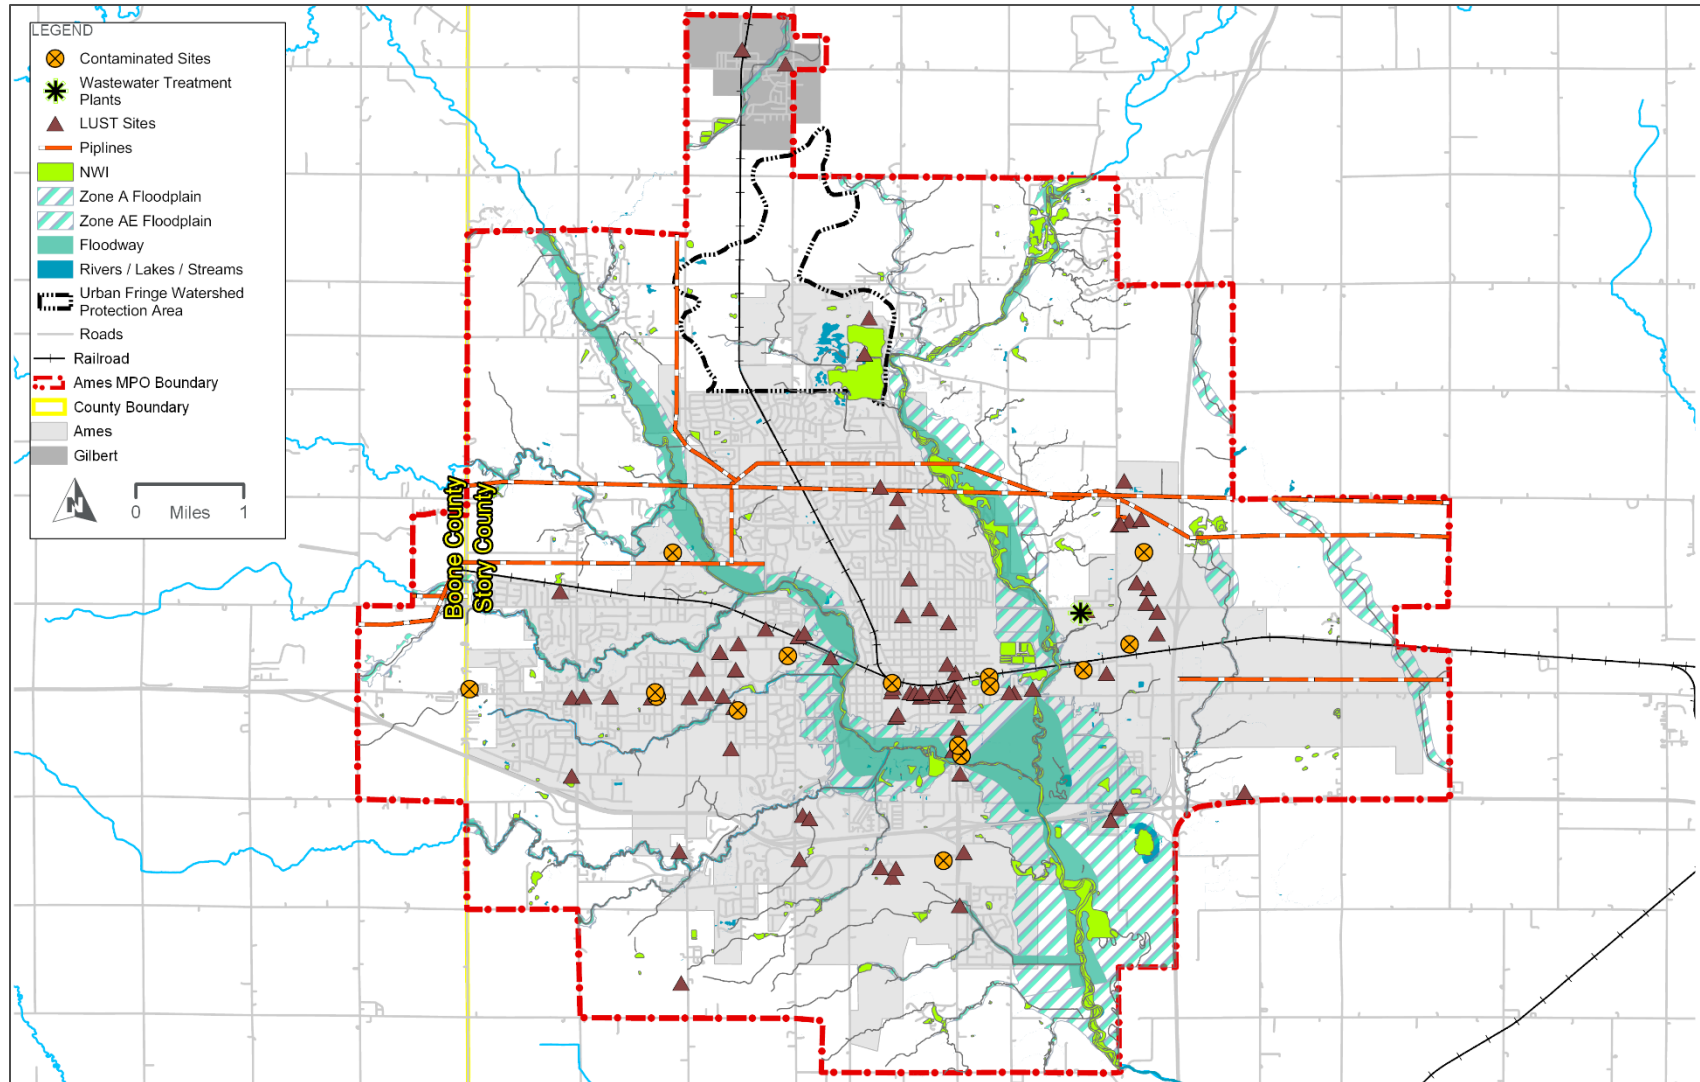 LEGEND
Contaminated Sites
Wastewater Treatment
Plants
LUST Sites
Piplines
NWI
Zone A Floodplain
Zone AE Floodplain
Floodway
Rivers / Lakes / Streams
Urban Fringe Watershed
Protection Area
Roads
Railroad
Ames MPO Boundary
County Boundary
Ames
Gilbert
N
0 Miles 1
Boone County
Story County